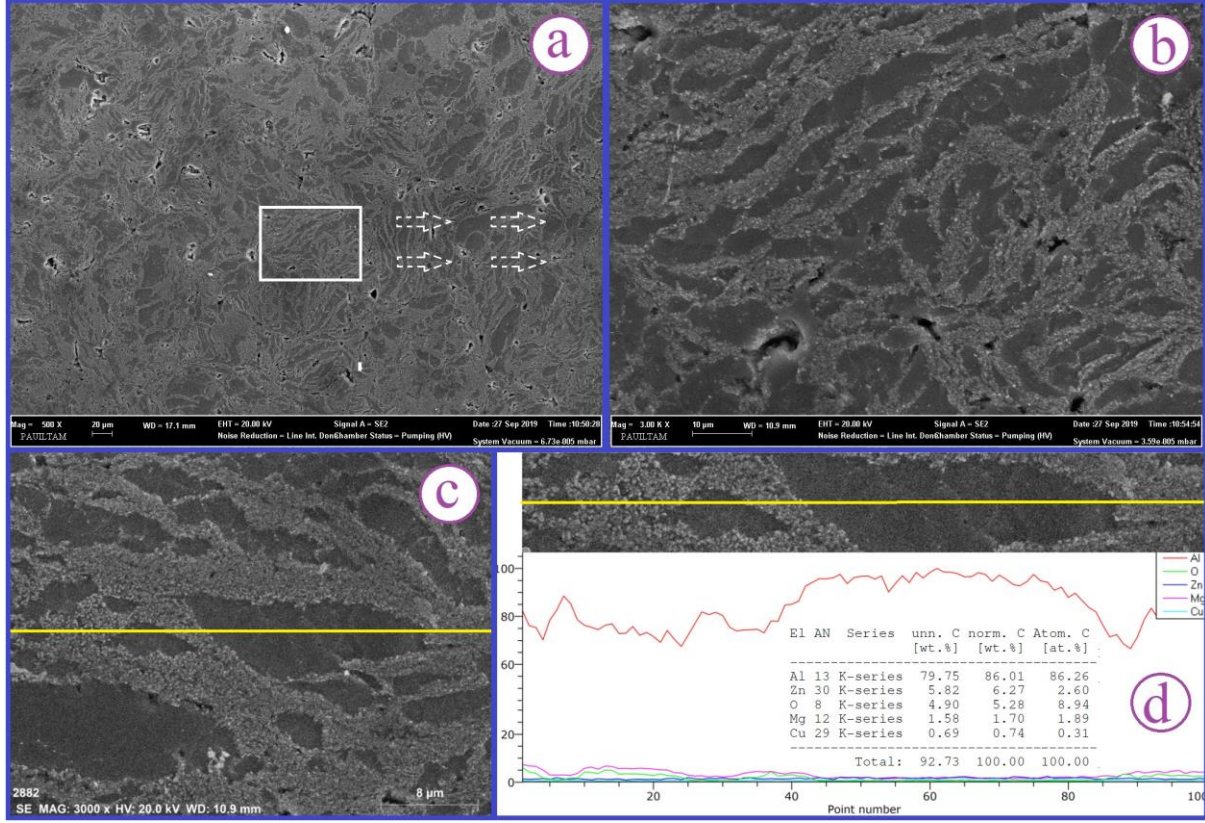 a
Mag = 500 X
20 µm
WD = 17.1 mm
EHT = 20.00 kV
Signal A = SE2
Date :27 Sep 2019
Time :10:50:28
PAUILTAM
Noise Reduction = Line Int. DonChamber Status = Pumping (HV)
System Vacuum = 6.73e-005 mbar
b
Mag = 3.00 K X
10 µm
WD = 10.9 mm
EHT = 20.00 kV
Signal A = SE2
Date :27 Sep 2019
Time :10:54:54
PAUILTAM
Noise Reduction = Line Int. DonChamber Status = Pumping (HV)
System Vacuum = 3.59e-005 mbar
c
2882
SE MAG: 3000 x HV: 20.0 kV WD: 10.9 mm
8 µm
100
80
60
40
20
0
20
40
60
80
100
Point number
Al
O
Zn
Mg
Cu
El AN Series unn. C norm. C Atom. C
[wt.%] [wt.%] [at.%]
Al 13 K-series 79.75 86.01 86.26
Zn 30 K-series 5.82 6.27 2.60
O 8 K-series 4.90 5.28 8.94
Mg 12 K-series 1.58 1.70 1.89
Cu 29 K-series 0.69 0.74 0.31
Total: 92.73 100.00 100.00
d